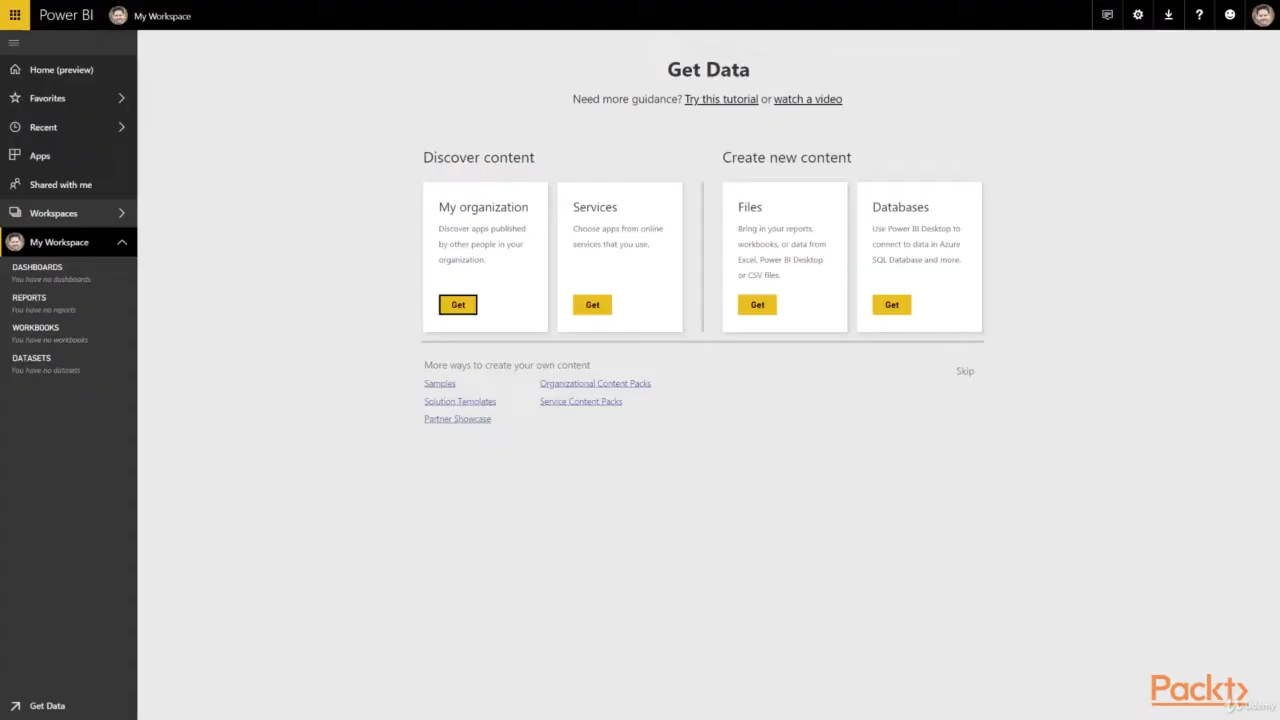 Power BI
My Workspace
Home (preview)
Favorites
Recent
Apps
Shared with me
Workspaces
My Workspace
DASHBOARDS
You have no dashboards
REPORTS
You have no reports
WORKBOOKS
You have no workbooks
DATASETS
You have no datasets
Get Data
Get Data
Need more guidance? Try this tutorial or watch a video
Discover content
My organization
Discover apps published
by other people in your
organization.
Get
Services
Choose apps from online
services that you use.
Get
Create new content
Files
Bring in your reports,
workbooks, or data from
Excel, Power BI Desktop
or CSV files.
Get
Databases
Use Power BI Desktop to
connect to data in Azure
SQL Database and more.
Get
More ways to create your own content
Samples
Organizational Content Packs
Solution Templates
Service Content Packs
Partner Showcase
Skip
Packt
Udemy